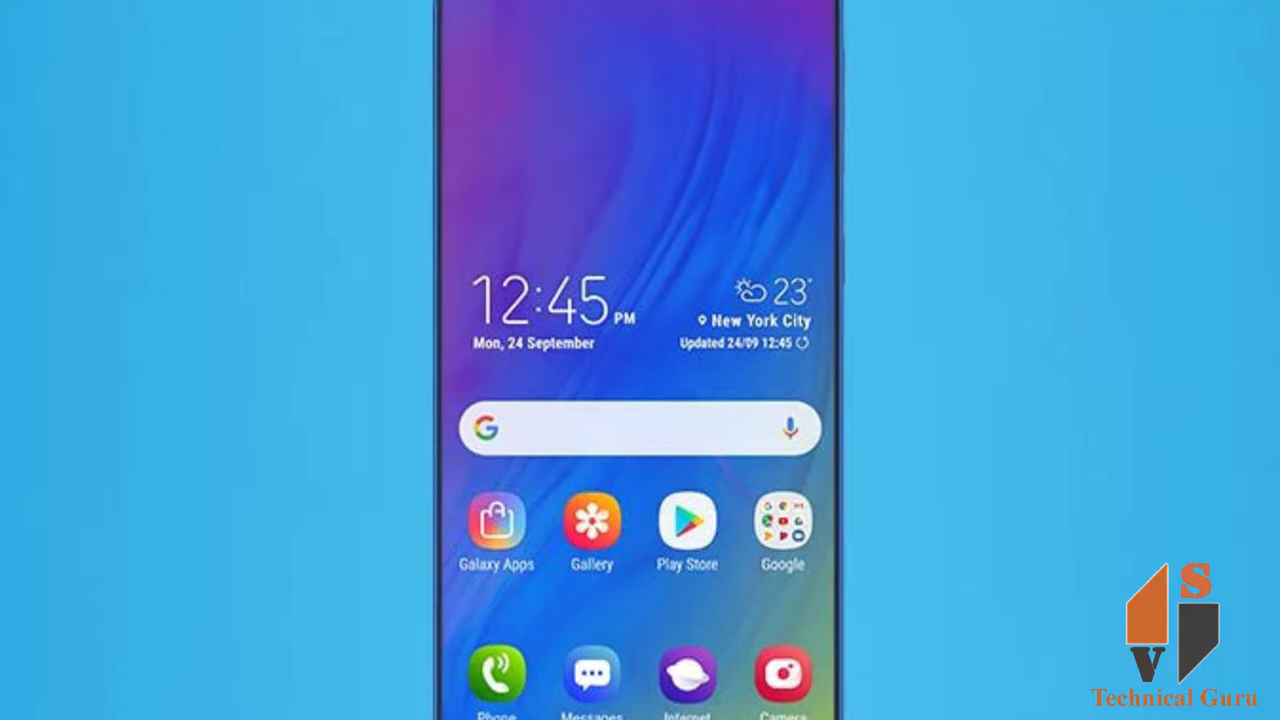 12:45 PM
Mon, 24 September
23°
New York City
Updated 24/09 12:45
Galaxy Apps
Gallery
Play Store
Google
Phone
Messages
Internet
Camera
S
V
Technical Guru